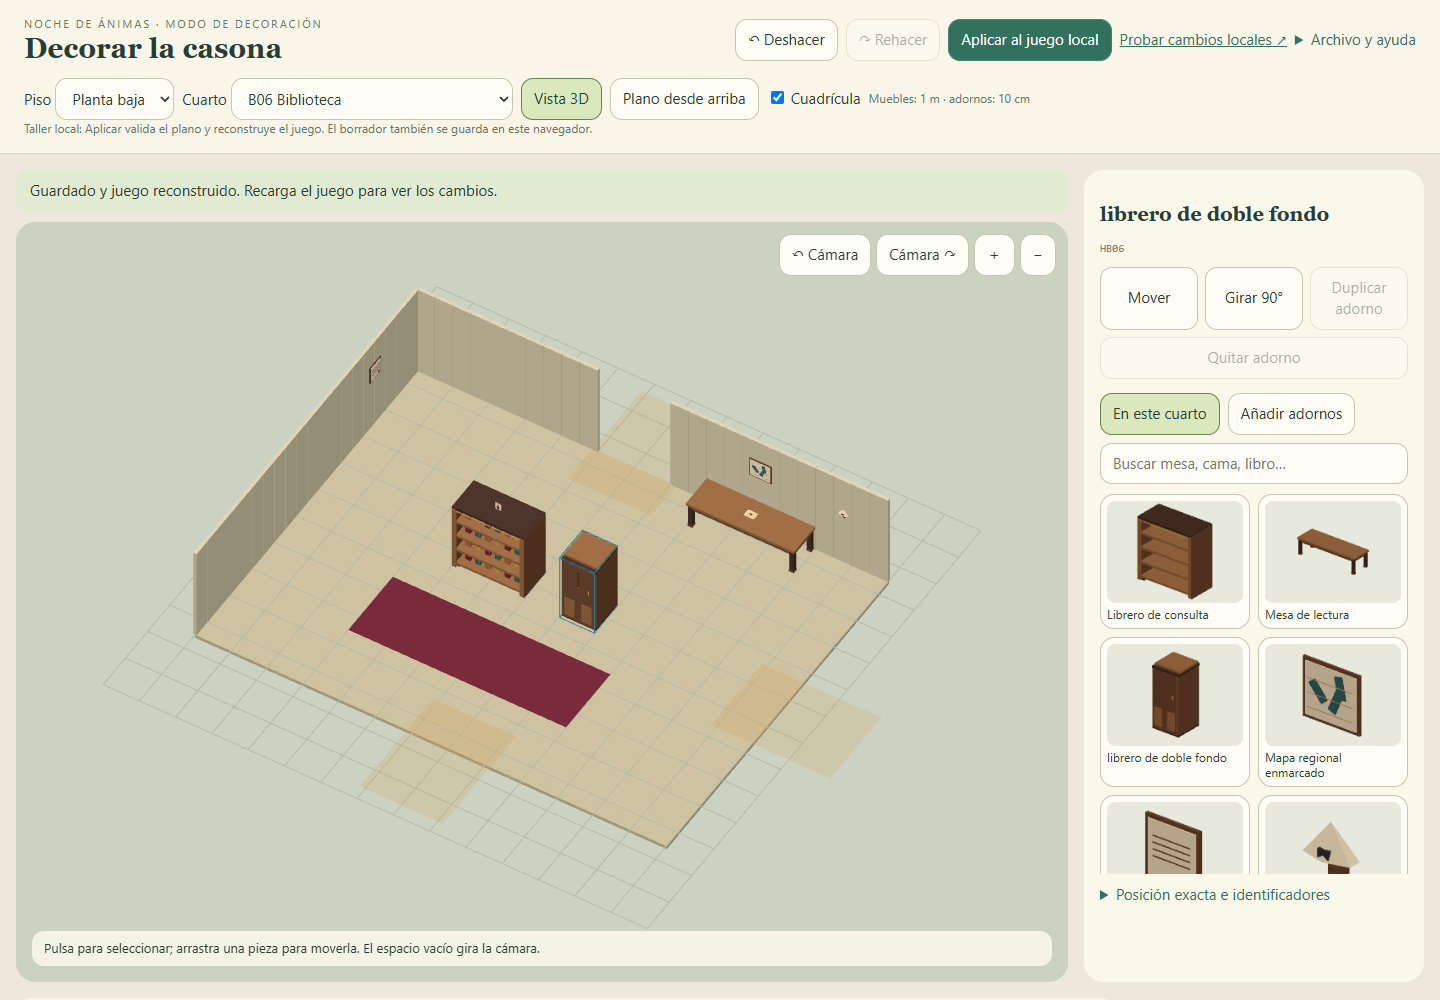 NOCHE DE ÁNIMAS · MODO DE DECORACIÓN
Decorar la casona
↶ Deshacer
↷ Rehacer
Aplicar al juego local
Probar cambios locales ↗
▶ Archivo y ayuda
Piso
Planta baja
Cuarto
B06 Biblioteca
Vista 3D
Plano desde arriba
Cuadrícula
Muebles: 1 m · adornos: 10 cm
Taller local: Aplicar valida el plano y reconstruye el juego. El borrador también se guarda en este navegador.
Guardado y juego reconstruido. Recarga el juego para ver los cambios.
↶ Cámara
Cámara ↷
+
−
Pulsa para seleccionar; arrastra una pieza para moverla. El espacio vacío gira la cámara.
librero de doble fondo
HB06
Mover
Girar 90°
Duplicar
adorno
Quitar adorno
En este cuarto
Añadir adornos
Buscar mesa, cama, libro...
Librero de consulta
Mesa de lectura
librero de doble fondo
Mapa regional
enmarcado
▶ Posición exacta e identificadores